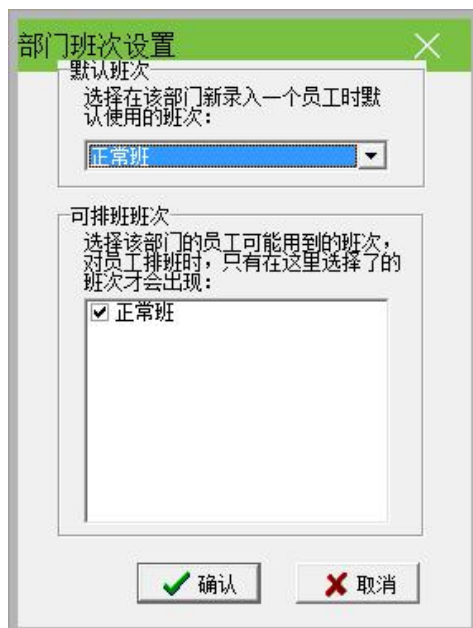 部门班次设置
默认班次
选择在该部门新录入一个员工时默
认使用的班次：
正常班
可排班班次
选择该部门的员工可能用到的班次，
对员工排班时，只有在这里选择了的
班次才会出现：
正常班
确认
取消